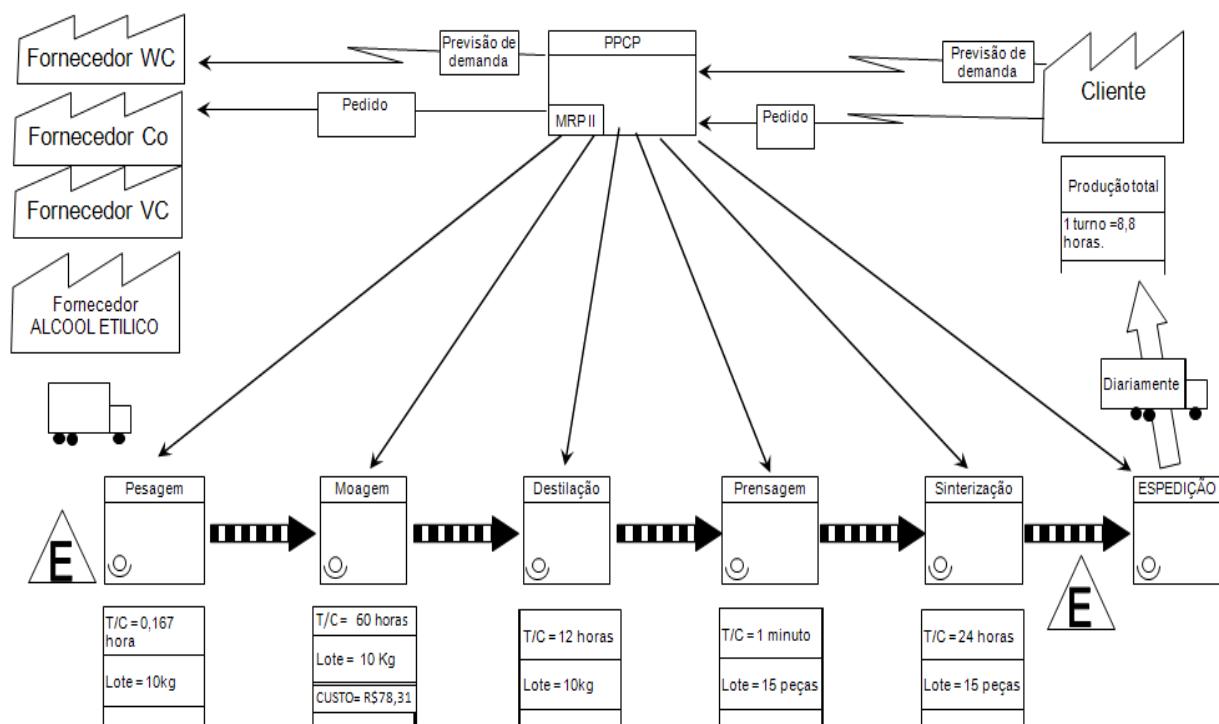 Fornecedor WC
Fornecedor Co
Fornecedor VC
Fornecedor
ALCOOL ETILICO
Previsão de
demanda
Pedido
PPCP
MRP II
Previsão de
demanda
Pedido
Cliente
Produção total
1 turno =8,8
horas.
Diariamente
Pesagem
Moagem
Destilação
Prensagem
Sinterização
ESPEDIÇÃO
E
E
T/C = 0,167
hora
Lote = 10kg
T/C = 60 horas
Lote = 10 Kg
CUSTO= R$78,31
T/C = 12 horas
Lote = 10kg
T/C = 1 minuto
Lote = 15 peças
T/C = 24 horas
Lote = 15 peças